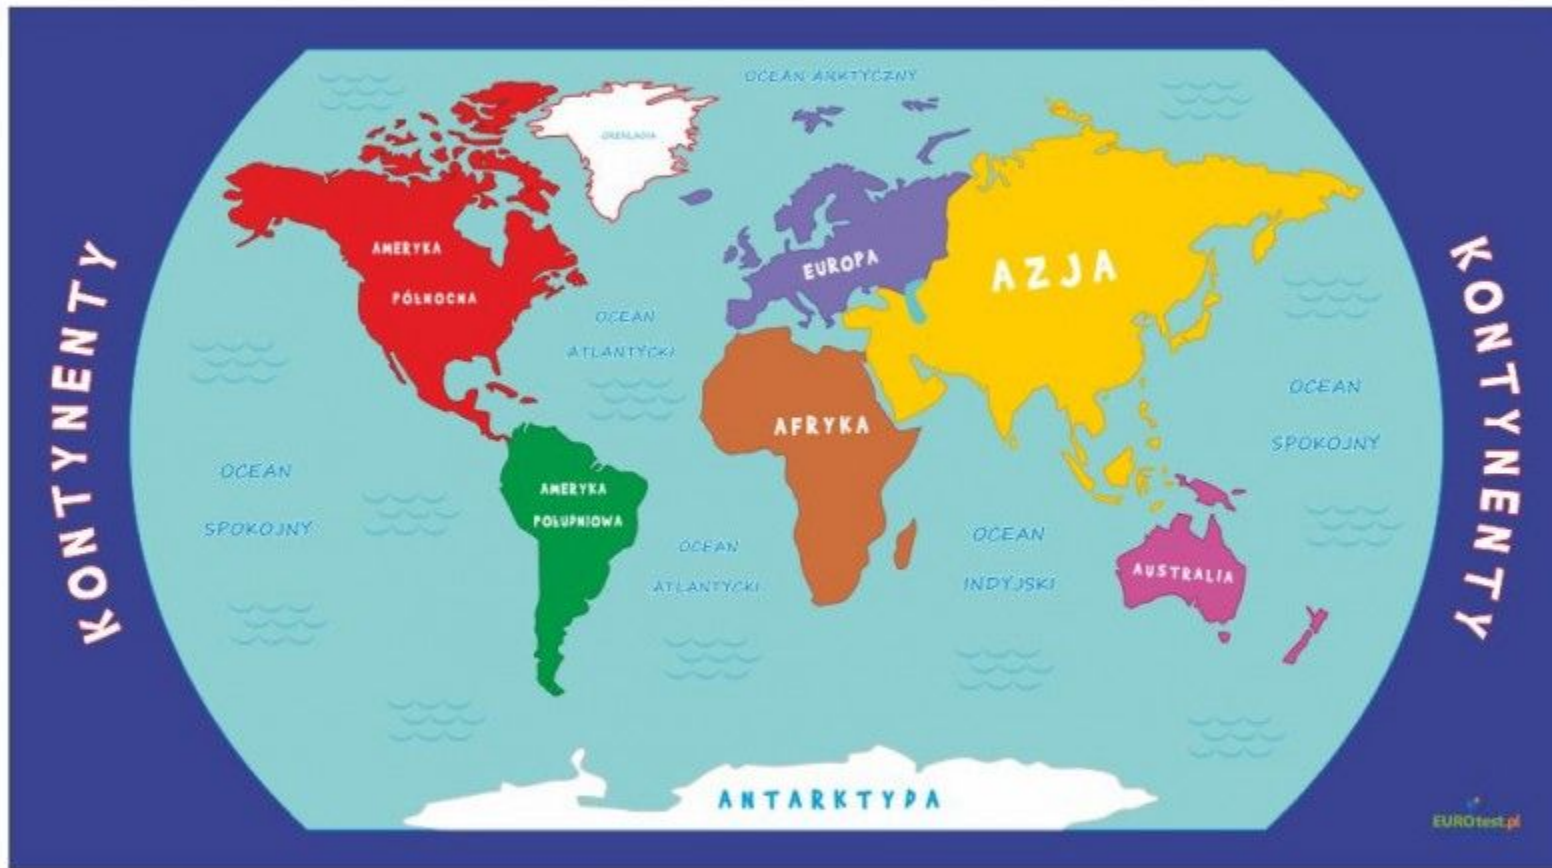 KONTYNENTY
OCEAN ARKTYCZNY
GRENLADIA
AMERYKA
PÓŁNOCNA
EUROPA
AZJA
OCEAN
ATLANTYCKI
AFRYKA
OCEAN
SPOKOJNY
OCEAN
SPOKOJNY
AMERYKA
POŁUDNIOWA
OCEAN
ATLANTYCKI
OCEAN
INDYJSKI
AUSTRALIA
ANTARKTYDA
KONTYNENTY
EUROtest.pl